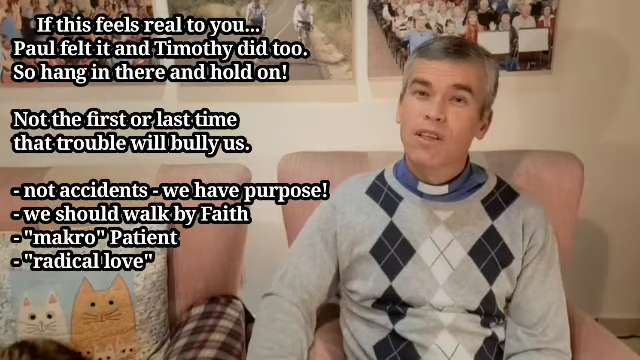 If this feels real to you...
Paul felt it and Timothy did too.
So hang in there and hold on!
Not the first or last time
that trouble will bully us.
- not accidents - we have purpose!
- we should walk by Faith
- "makro" Patient
- "radical love"